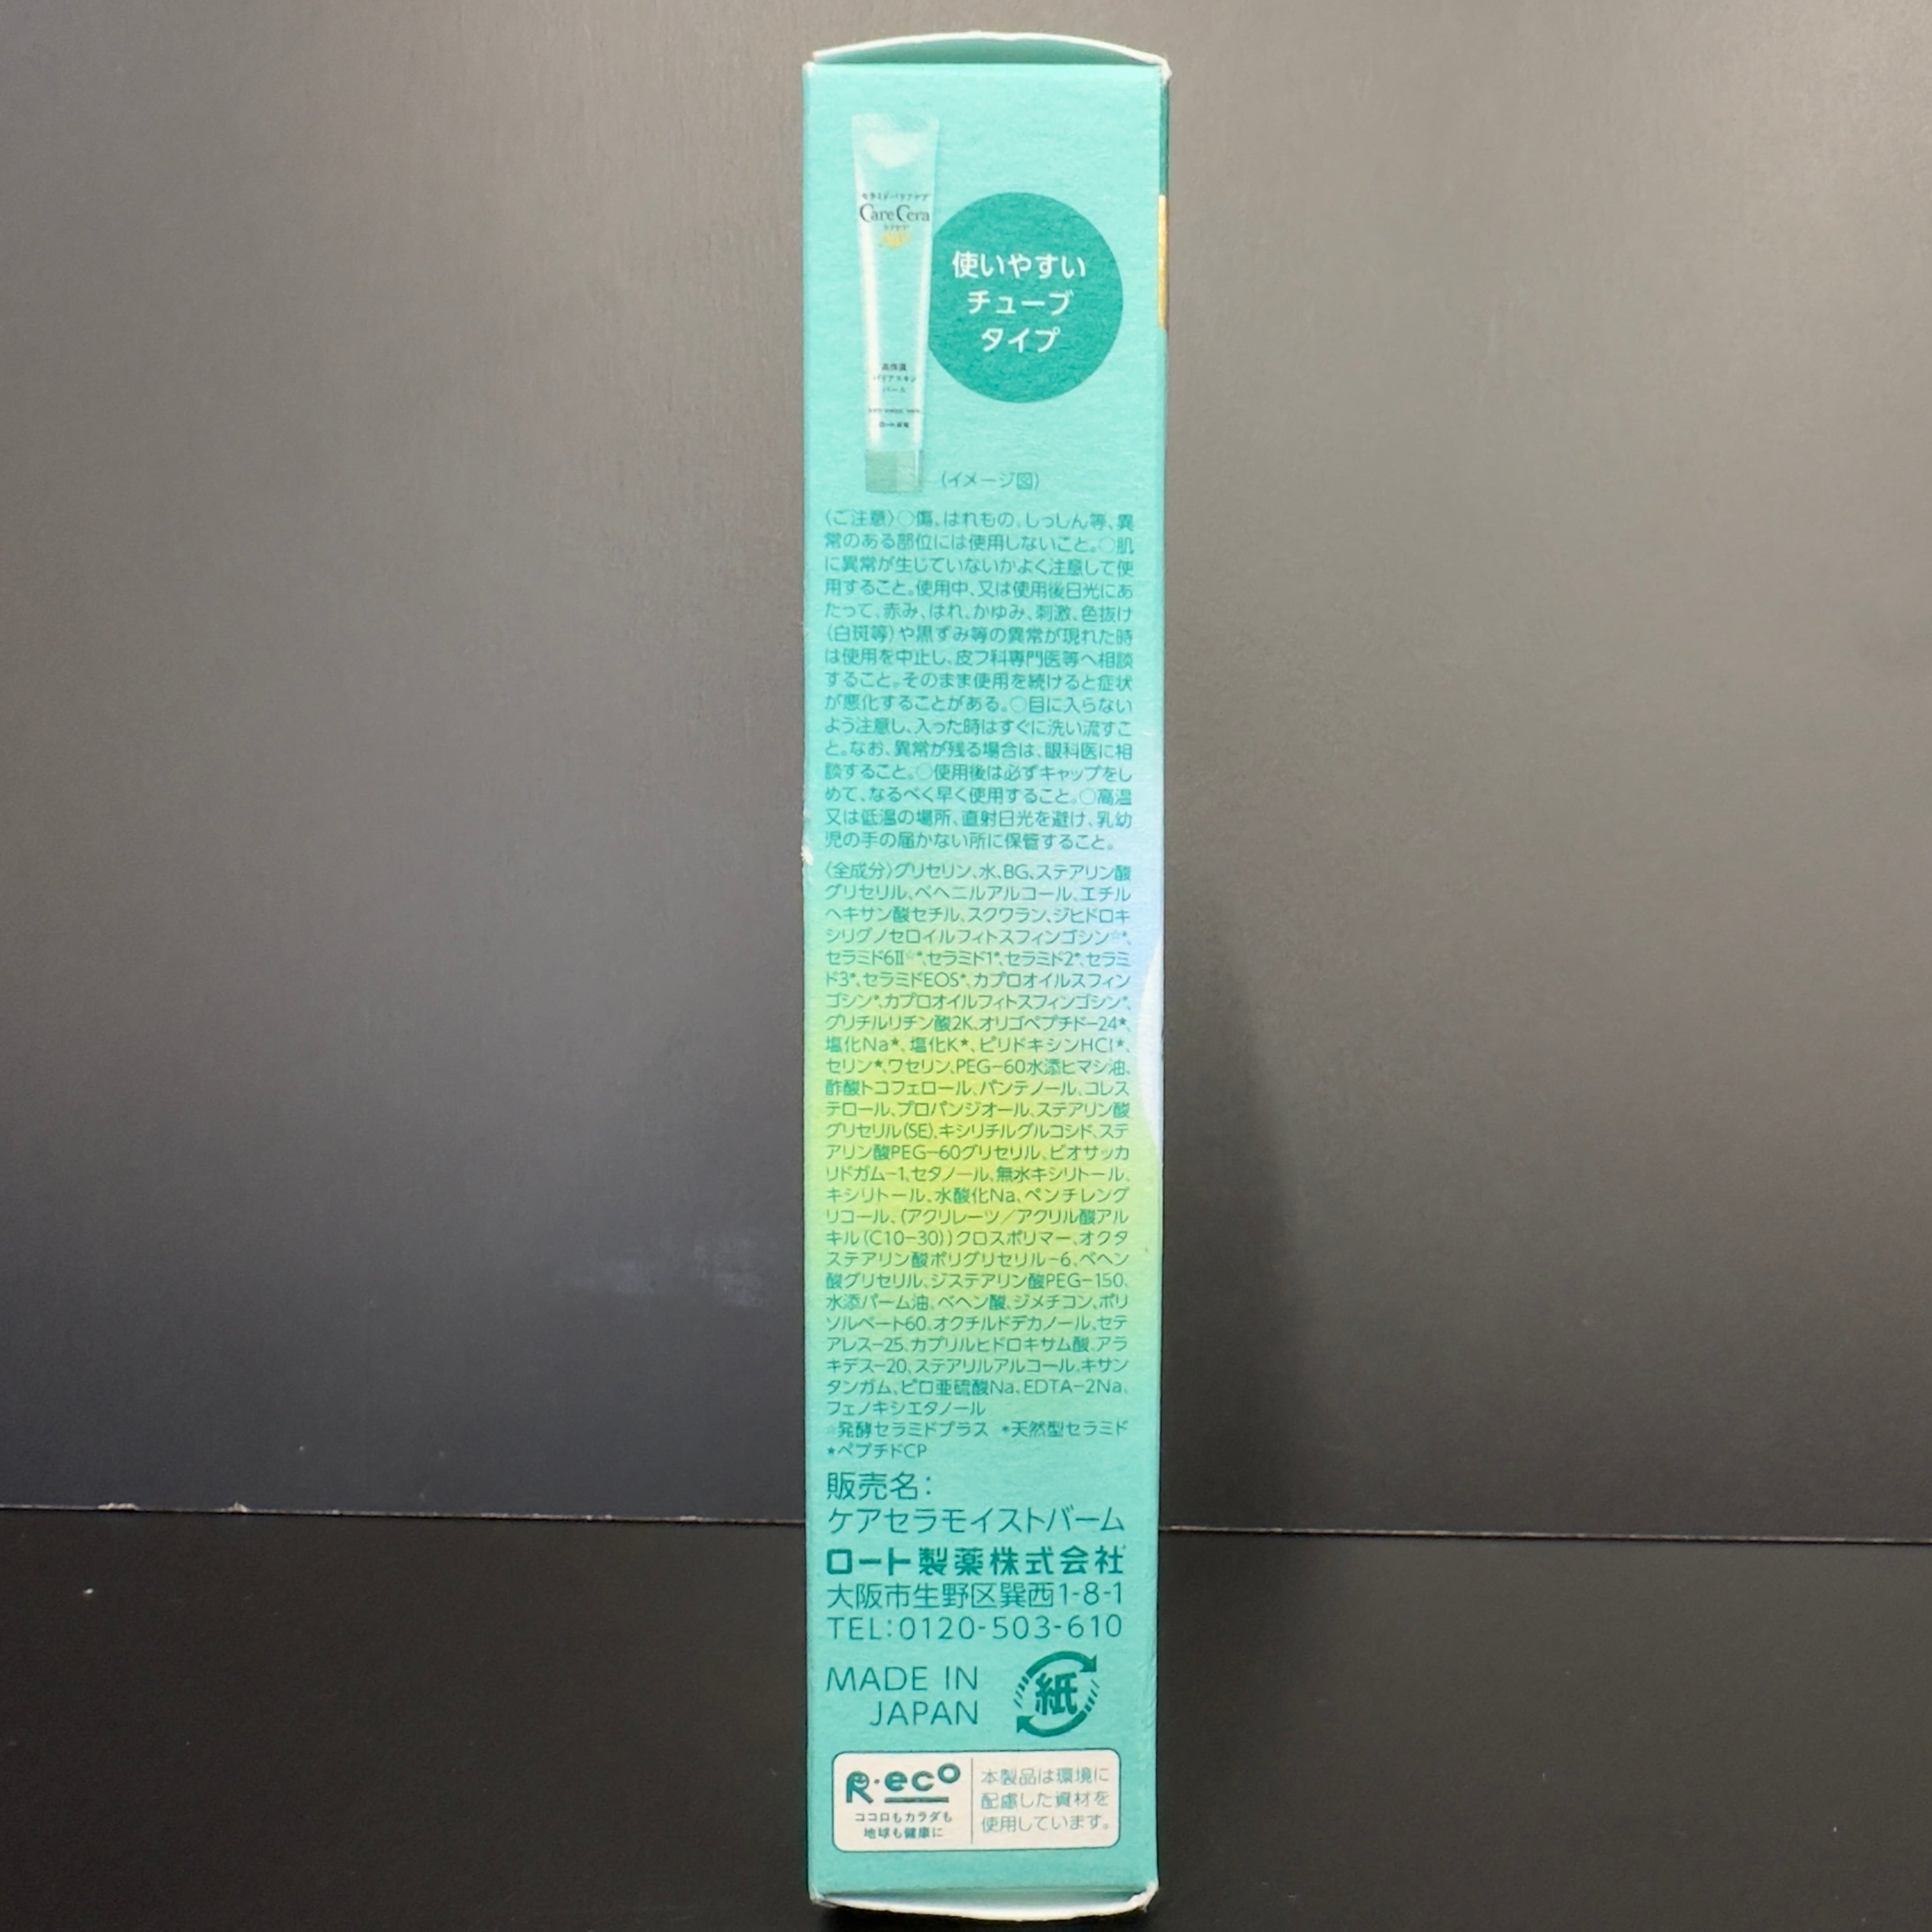 セラミド・バリアケア
CareCera
ケアセラ
高保湿
バリアスキン
バーム
ロート製薬
使いやすい
チューブ
タイプ
(イメージ図)
〈ご注意〉○傷、はれもの、しっしん等、異
常のある部位には使用しないこと。○肌
に異常が生じていないかよく注意して使
用すること。使用中、又は使用後日光にあ
たって、赤み、はれ、かゆみ、刺激、色抜け
(白斑等)や黒ずみ等の異常が現れた時
は使用を中止し、皮フ科専門医等へ相談
すること。そのまま使用を続けると症状
が悪化することがある。○目に入らない
よう注意し、入った時はすぐに洗い流すこ
と。なお、異常が残る場合は、眼科医に相
談すること。○使用後は必ずキャップをし
めて、なるべく早く使用すること。○高温
又は低温の場所、直射日光を避け、乳幼
児の手の届かない所に保管すること。
〈全成分〉グリセリン、水、BG、ステアリン酸
グリセリル、ベヘニルアルコール、エチル
ヘキサン酸セチル、スクワラン、ジヒドロキ
シリグノセロイルフィトスフィンゴシン☆*、
セラミド6Ⅱ☆*、セラミド1*、セラミド2*、セラミ
ド3*、セラミドEOS*、カプロオイルスフィン
ゴシン*、カプロオイルフィトスフィンゴシン*、
グリチルリチン酸2K、オリゴペプチド−24★、
塩化Na★、塩化K★、ピリドキシンHCl★、
セリン★、ワセリン、PEG−60水添ヒマシ油、
酢酸トコフェロール、パンテノール、コレス
テロール、プロパンジオール、ステアリン酸
グリセリル(SE)、キシリチルグルコシド、ステ
アリン酸PEG−60グリセリル、ビオサッカ
リドガム−1、セタノール、無水キシリトール、
キシリトール、水酸化Na、ペンチレング
リコール、(アクリレーツ／アクリル酸アル
キル(C10−30))クロスポリマー、オクタ
ステアリン酸ポリグリセリル−6、ベヘン
酸グリセリル、ジステアリン酸PEG−150、
水添パーム油、ベヘン酸、ジメチコン、ポリ
ソルベート60、オクチルドデカノール、セテ
アレス−25、カプリルヒドロキサム酸、アラ
キデス−20、ステアリルアルコール、キサン
タンガム、ピロ亜硫酸Na、EDTA−2Na、
フェノキシエタノール
☆発酵セラミドプラス *天然型セラミド
★ペプチドCP
販売名：
ケアセラモイストバーム
ロート製薬株式会社
大阪市生野区巽西1-8-1
TEL：0120-503-610
MADE IN
JAPAN
紙
R・eco
ココロもカラダも
地球も健康に
本製品は環境に
配慮した資材を
使用しています。